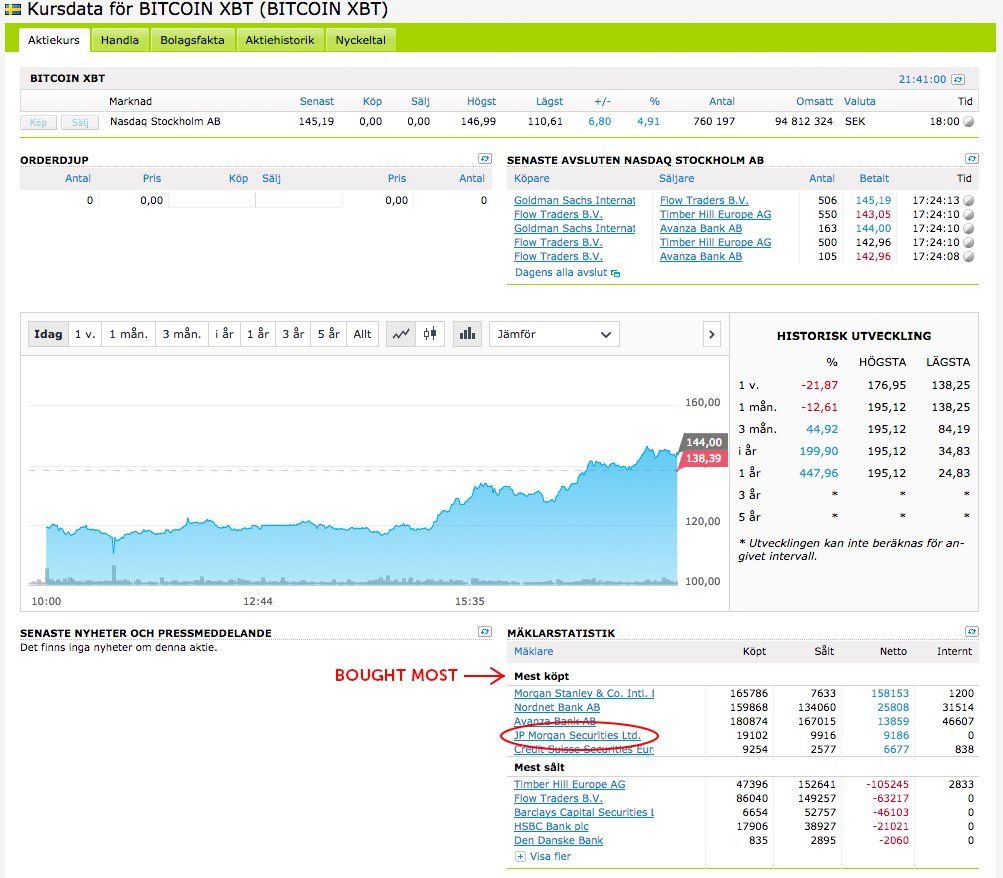 Kursdata för BITCOIN XBT (BITCOIN XBT)
Aktiekurs Handla Bolagsfakta Aktiehistorik Nyckeltal
BITCOIN XBT 21:41:00
Marknad Senast Köp Sälj Högst Lägst +/- % Antal Omsatt Valuta Tid
Köp Sälj Nasdaq Stockholm AB 145,19 0,00 0,00 146,99 110,61 6,80 4,91 760 197 94 812 324 SEK 18:00
ORDERDJUP
Antal Pris Köp Sälj Pris Antal
0 0,00 0,00 0
SENASTE AVSLUTEN NASDAQ STOCKHOLM AB
Köpare Säljare Antal Betalt Tid
Goldman Sachs Internat Flow Traders B.V. 506 145,19 17:24:13
Flow Traders B.V. Timber Hill Europe AG 550 143,05 17:24:10
Goldman Sachs Internat Avanza Bank AB 163 144,00 17:24:10
Flow Traders B.V. Timber Hill Europe AG 500 142,96 17:24:10
Flow Traders B.V. Avanza Bank AB 105 142,96 17:24:08
Dagens alla avslut
Idag 1 v. 1 mån. 3 mån. i år 1 år 3 år 5 år Allt Jämför
160,00
144,00
138,39
120,00
100,00
10:00 12:44 15:35
HISTORISK UTVECKLING
% HÖGSTA LÄGSTA
1 v. -21,87 176,95 138,25
1 mån. -12,61 195,12 138,25
3 mån. 44,92 195,12 84,19
i år 199,90 195,12 34,83
1 år 447,96 195,12 24,83
3 år * * *
5 år * * *
* Utvecklingen kan inte beräknas för an-
givet intervall.
SENASTE NYHETER OCH PRESSMEDDELANDE
Det finns inga nyheter om denna aktie.
BOUGHT MOST
MÄKLARSTATISTIK
Mäklare Köpt Sålt Netto Internt
Mest köpt
Morgan Stanley & Co. Intl. l 165786 7633 158153 1200
Nordnet Bank AB 159868 134060 25808 31514
Avanza Bank AB 180874 167015 13859 46607
JP Morgan Securities Ltd. 19102 9916 9186 0
Credit Suisse Securities Eur 9254 2577 6677 838
Mest sålt
Timber Hill Europe AG 47396 152641 -105245 2833
Flow Traders B.V. 86040 149257 -63217 0
Barclays Capital Securities L 6654 52757 -46103 0
HSBC Bank plc 17906 38927 -21021 0
Den Danske Bank 835 2895 -2060 0
Visa fler